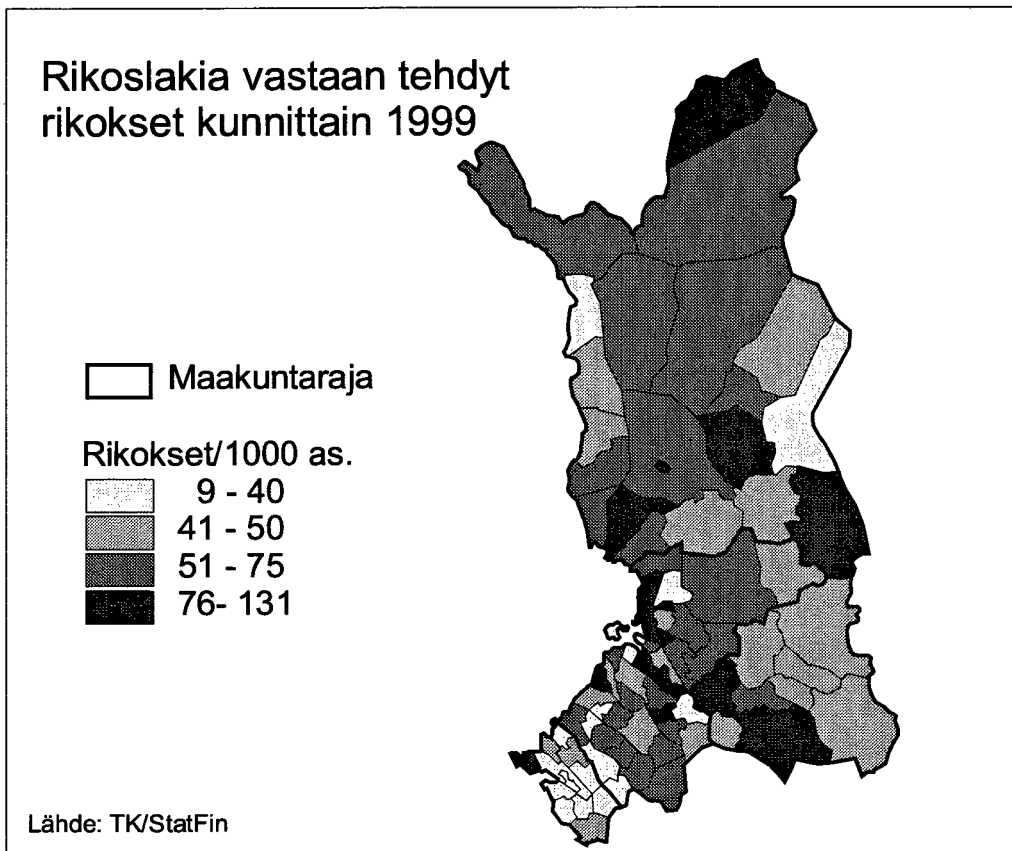 Rikoslakia vastaan tehdyt
rikokset kunnittain 1999
Maakuntaraja
Rikokset/1000 as.
9 - 40
41 - 50
51 - 75
76- 131
Lähde: TK/StatFin